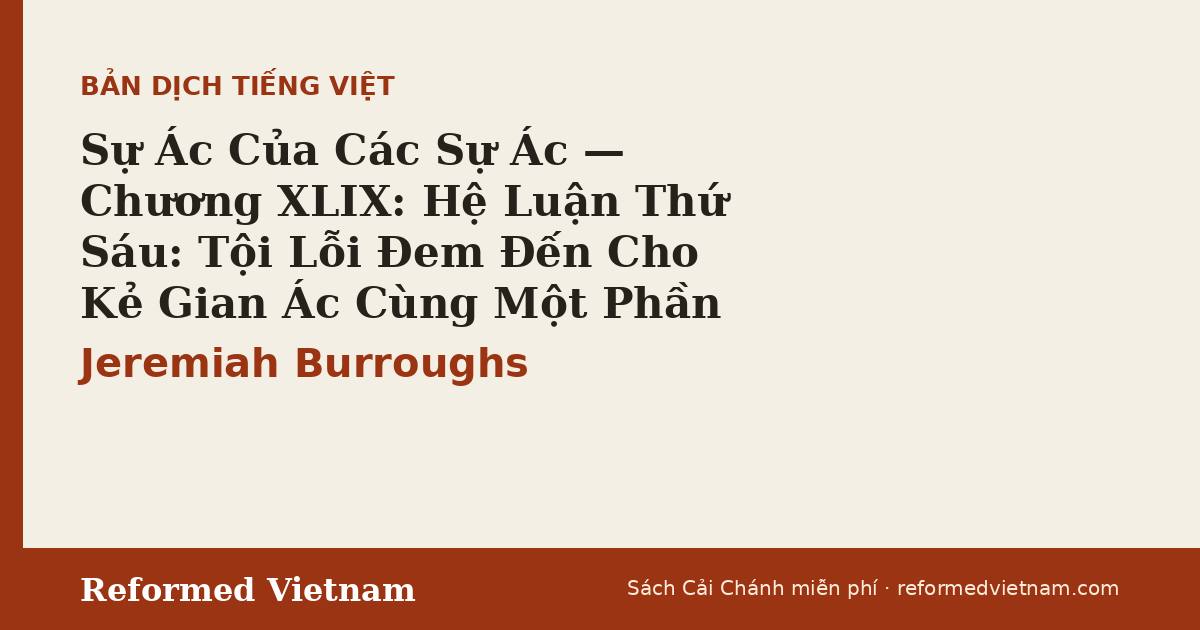 BẢN DỊCH TIẾNG VIỆT
Sự Ác Của Các Sự Ác —
Chương XLIX: Hệ Luận Thứ
Sáu: Tội Lỗi Đem Đến Cho
Kẻ Gian Ác Cùng Một Phần
Jeremiah Burroughs
Reformed Vietnam
Sách Cải Chánh miễn phí · reformedvietnam.com